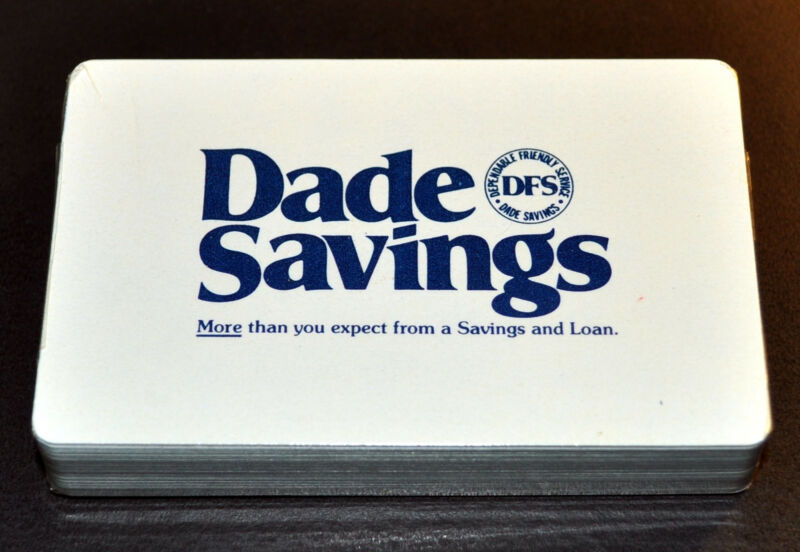 Dade
DEPENDABLE FRIENDLY SERVICE
DFS
• DADE SAVINGS •
Savings
More than you expect from a Savings and Loan.